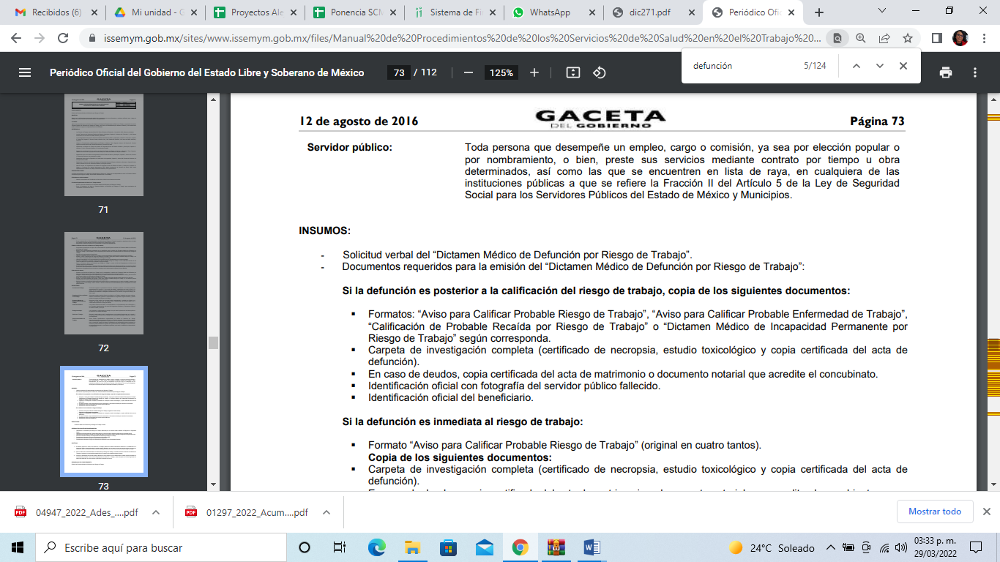 Recibidos (6)
Mi unidad - G
Proyectos Ale
Ponencia SCM
Sistema de Fi
WhatsApp
dic271.pdf
Periódico Ofi
issemym.gob.mx/sites/www.issemym.gob.mx/files/Manual%20de%20Procedimientos%20de%20los%20Servicios%20de%20Salud%20en%20el%20Trabajo%20...
Periódico Oficial del Gobierno del Estado Libre y Soberano de México
73 / 112
125%
defunción
5/124
71
72
73
12 de agosto de 2016
GACETA
DEL GOBIERNO
Página 73
Servidor público:
Toda persona que desempeñe un empleo, cargo o comisión, ya sea por elección popular o
por nombramiento, o bien, preste sus servicios mediante contrato por tiempo u obra
determinados, así como las que se encuentren en lista de raya, en cualquiera de las
instituciones públicas a que se refiere la Fracción II del Artículo 5 de la Ley de Seguridad
Social para los Servidores Públicos del Estado de México y Municipios.
INSUMOS:
- Solicitud verbal del “Dictamen Médico de Defunción por Riesgo de Trabajo”.
- Documentos requeridos para la emisión del “Dictamen Médico de Defunción por Riesgo de Trabajo”:
Si la defunción es posterior a la calificación del riesgo de trabajo, copia de los siguientes documentos:
▪ Formatos: “Aviso para Calificar Probable Riesgo de Trabajo”, “Aviso para Calificar Probable Enfermedad de Trabajo”,
“Calificación de Probable Recaída por Riesgo de Trabajo” o “Dictamen Médico de Incapacidad Permanente por
Riesgo de Trabajo” según corresponda.
▪ Carpeta de investigación completa (certificado de necropsia, estudio toxicológico y copia certificada del acta de
defunción).
▪ En caso de deudos, copia certificada del acta de matrimonio o documento notarial que acredite el concubinato.
▪ Identificación oficial con fotografía del servidor público fallecido.
▪ Identificación oficial del beneficiario.
Si la defunción es inmediata al riesgo de trabajo:
▪ Formato “Aviso para Calificar Probable Riesgo de Trabajo” (original en cuatro tantos).
Copia de los siguientes documentos:
▪ Carpeta de investigación completa (certificado de necropsia, estudio toxicológico y copia certificada del acta de
defunción).
04947_2022_Ades_....pdf
01297_2022_Acum....pdf
Mostrar todo
Escribe aquí para buscar
24°C Soleado
03:33 p. m.
29/03/2022